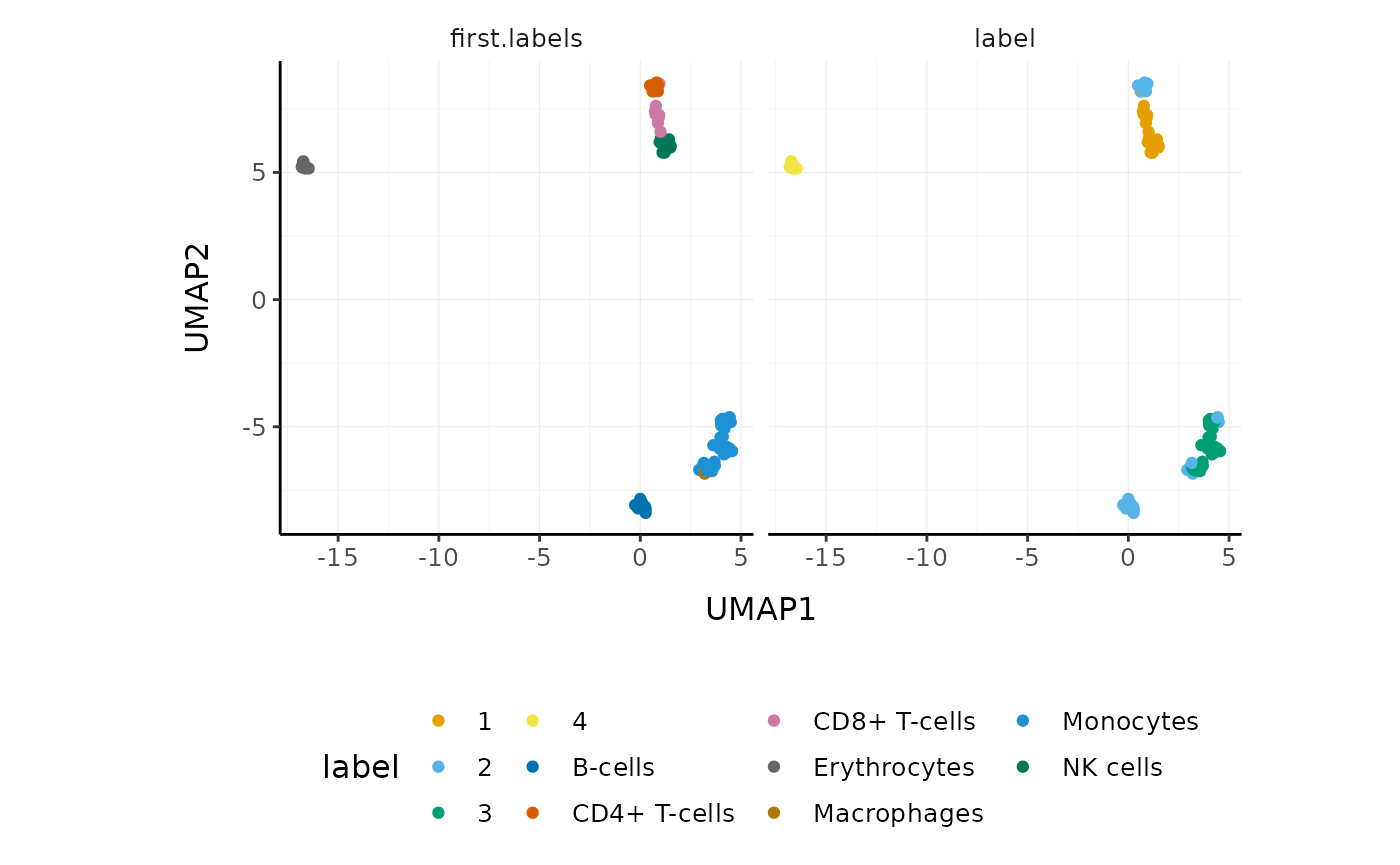 first.labels label
5
0
-5
UMAP2
-15 -10 -5 0 5 -15 -10 -5 0 5
UMAP1
label
1 4 CD8+ T-cells Monocytes
2 B-cells Erythrocytes NK cells
3 CD4+ T-cells Macrophages